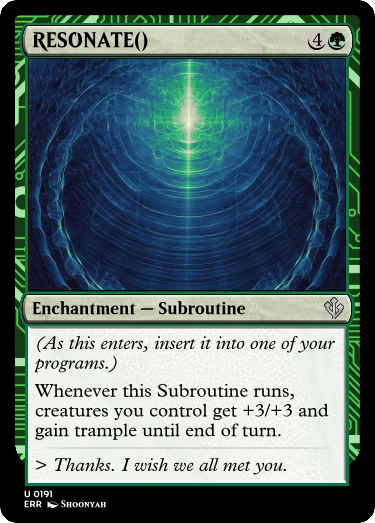 RESONATE() 4
Enchantment — Subroutine
(As this enters, insert it into one of your
programs.)
Whenever this Subroutine runs,
creatures you control get +3/+3 and
gain trample until end of turn.
> Thanks. I wish we all met you.
U 0191
ERR SHOONYAH